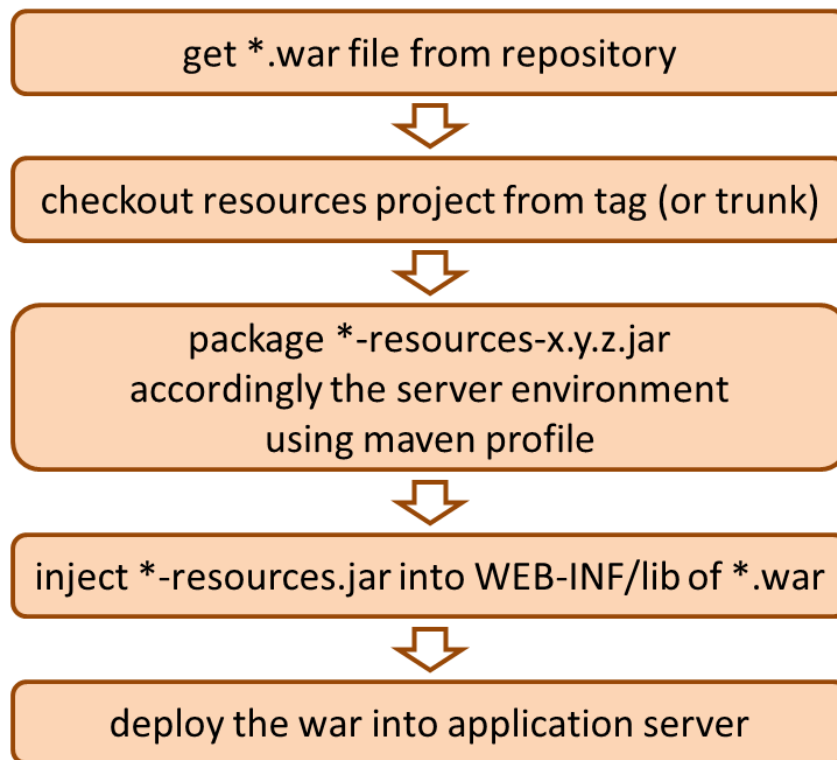 get *.war file from repository
checkout resources project from tag (or trunk)
package *-resources-x.y.z.jar
accordingly the server environment
using maven profile
inject *-resources.jar into WEB-INF/lib of *.war
deploy the war into application server